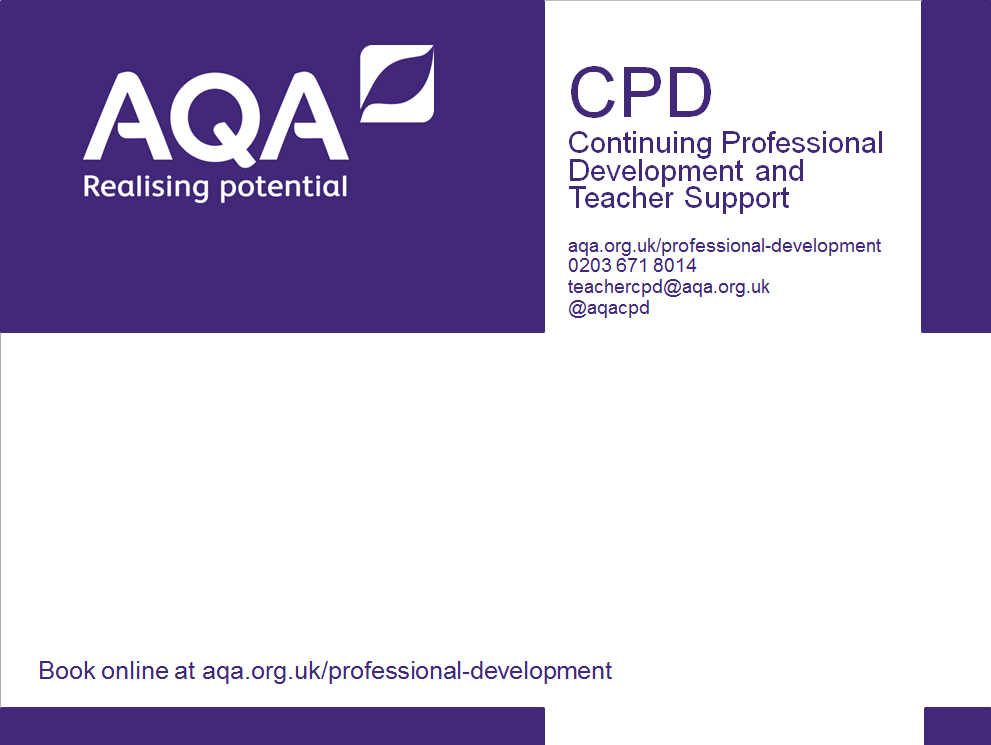 AQA
Realising potential
CPD
Continuing Professional
Development and
Teacher Support
aqa.org.uk/professional-development
0203 671 8014
teachercpd@aqa.org.uk
@aqacpd
Book online at aqa.org.uk/professional-development